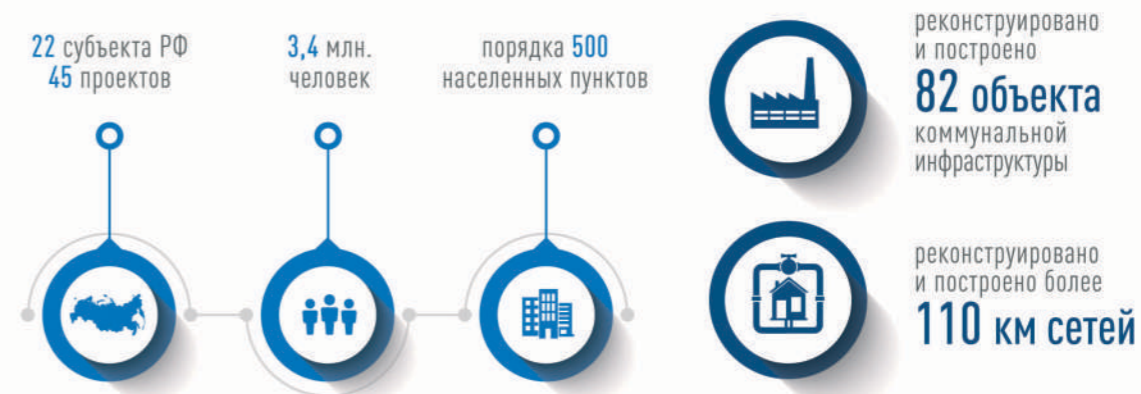 22 субъекта РФ
45 проектов
3,4 млн.
человек
порядка 500
населенных пунктов
реконструировано
и построено
82 объекта
коммунальной
инфраструктуры
реконструировано
и построено более
110 км сетей